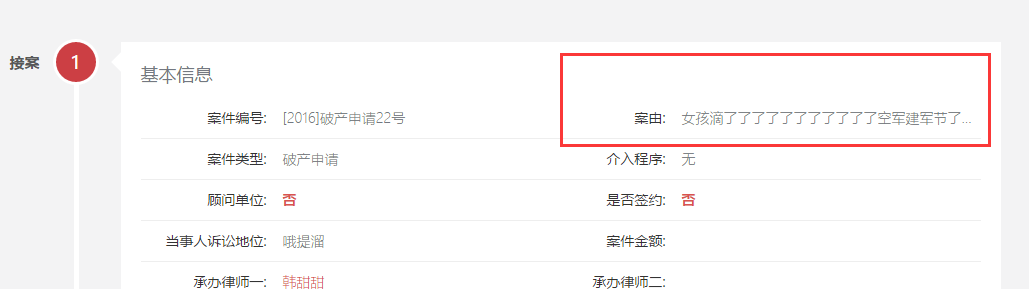 接案
1
基本信息
案件编号: [2016]破产申请22号 案由: 女孩滴了了了了了了了了了了了空军建军节了...
案件类型: 破产申请 介入程序: 无
顾问单位: 否 是否签约: 否
当事人诉讼地位: 哦提溜 案件金额:
承办律师一: 韩甜甜 承办律师二: